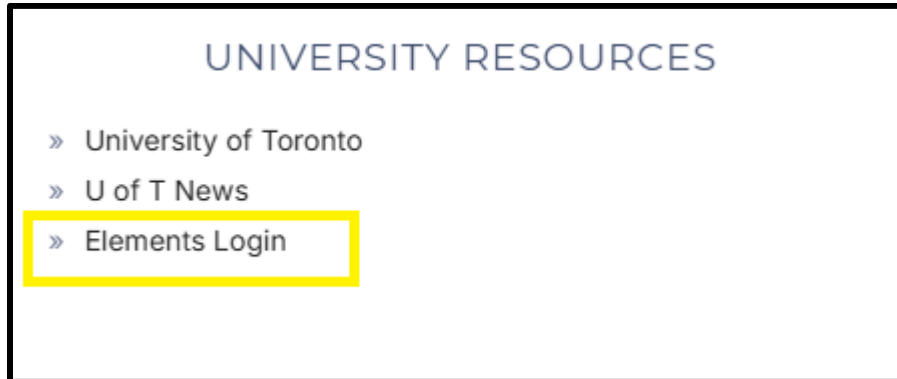 UNIVERSITY RESOURCES
» University of Toronto
» U of T News
» Elements Login